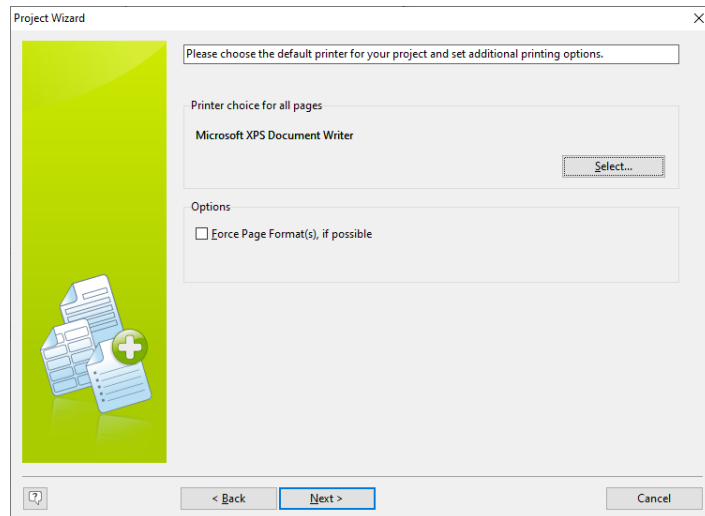 Project Wizard
Please choose the default printer for your project and set additional printing options.
Printer choice for all pages
Microsoft XPS Document Writer
Select...
Options
Force Page Format(s), if possible
?
< Back
Next >
Cancel